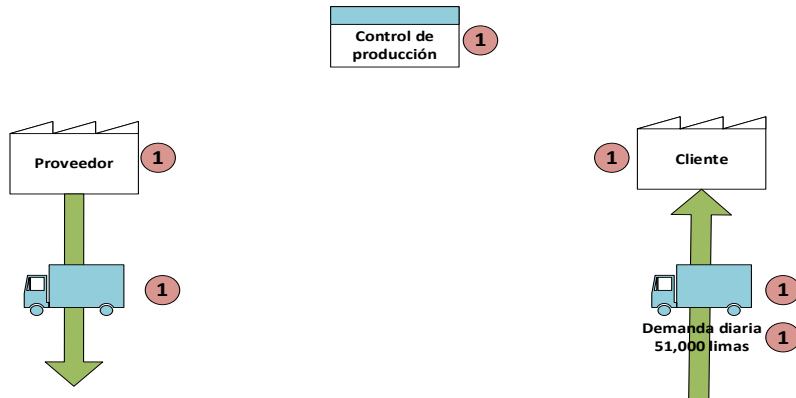 Control de
producción
1
Proveedor
1
1
Cliente
1
1
Demanda diaria
51,000 limas
1